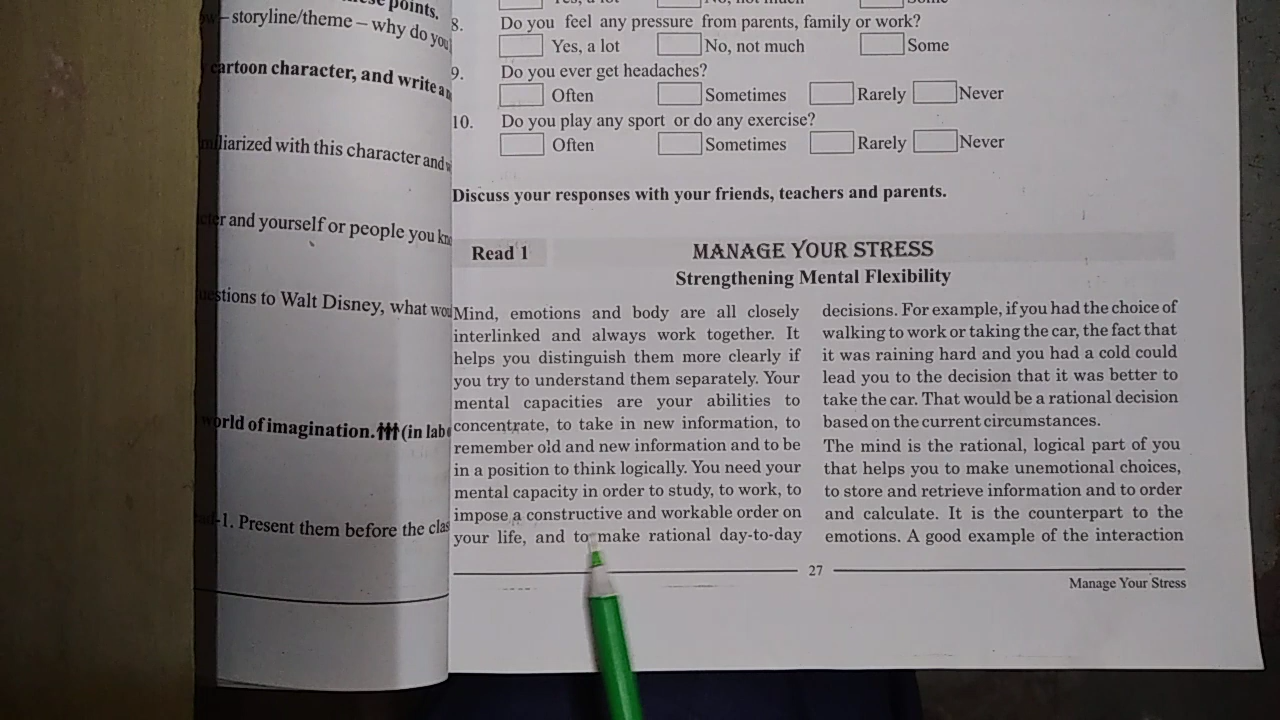 these points.
– storyline/theme – why do you
cartoon character, and write
with this character and
and yourself or people you
to Walt Disney, what
world of imagination. (in
Present them before the
8. Do you feel any pressure from parents, family or work?
Yes, a lot No, not much Some
9. Do you ever get headaches?
Often Sometimes Rarely Never
10. Do you play any sport or do any exercise?
Often Sometimes Rarely Never
Discuss your responses with your friends, teachers and parents.
Read 1 MANAGE YOUR STRESS
Strengthening Mental Flexibility
Mind, emotions and body are all closely
interlinked and always work together. It
helps you distinguish them more clearly if
you try to understand them separately. Your
mental capacities are your abilities to
concentrate, to take in new information, to
remember old and new information and to be
in a position to think logically. You need your
mental capacity in order to study, to work, to
impose a constructive and workable order on
your life, and to make rational day-to-day
decisions. For example, if you had the choice of
walking to work or taking the car, the fact that
it was raining hard and you had a cold could
lead you to the decision that it was better to
take the car. That would be a rational decision
based on the current circumstances.
The mind is the rational, logical part of you
that helps you to make unemotional choices,
to store and retrieve information and to order
and calculate. It is the counterpart to the
emotions. A good example of the interaction
27
Manage Your Stress